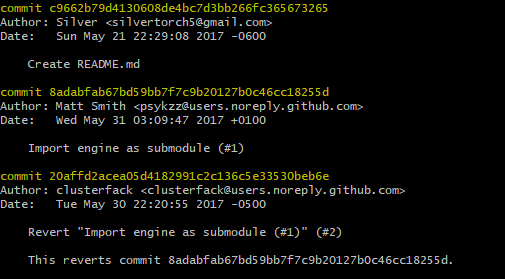 commit c9662b79d4130608de4bc7d3bb266fc365673265
Author: Silver <silvertorch5@gmail.com>
Date:   Sun May 21 22:29:08 2017 -0600
Create README.md
commit 8adabfab67bd59bb7f7c9b20127b0c46cc18255d
Author: Matt Smith <psykzz@users.noreply.github.com>
Date:   Wed May 31 03:09:47 2017 +0100
Import engine as submodule (#1)
commit 20affd2acea05d4182991c2c136c5e33530beb6e
Author: clusterfack <clusterfack@users.noreply.github.com>
Date:   Tue May 30 22:20:55 2017 -0500
Revert "Import engine as submodule (#1)" (#2)
This reverts commit 8adabfab67bd59bb7f7c9b20127b0c46cc18255d.